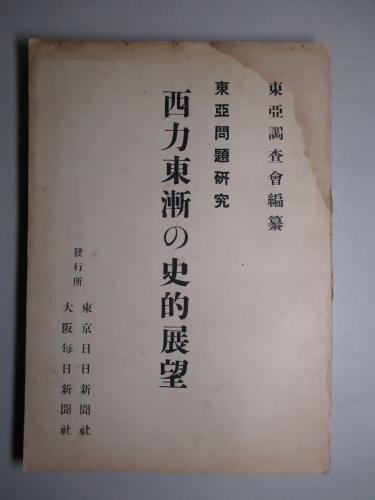 東亞調査會編纂
東亞問題研究
西力東漸の史的展望
發行所
東京日日新聞社
大阪每日新聞社